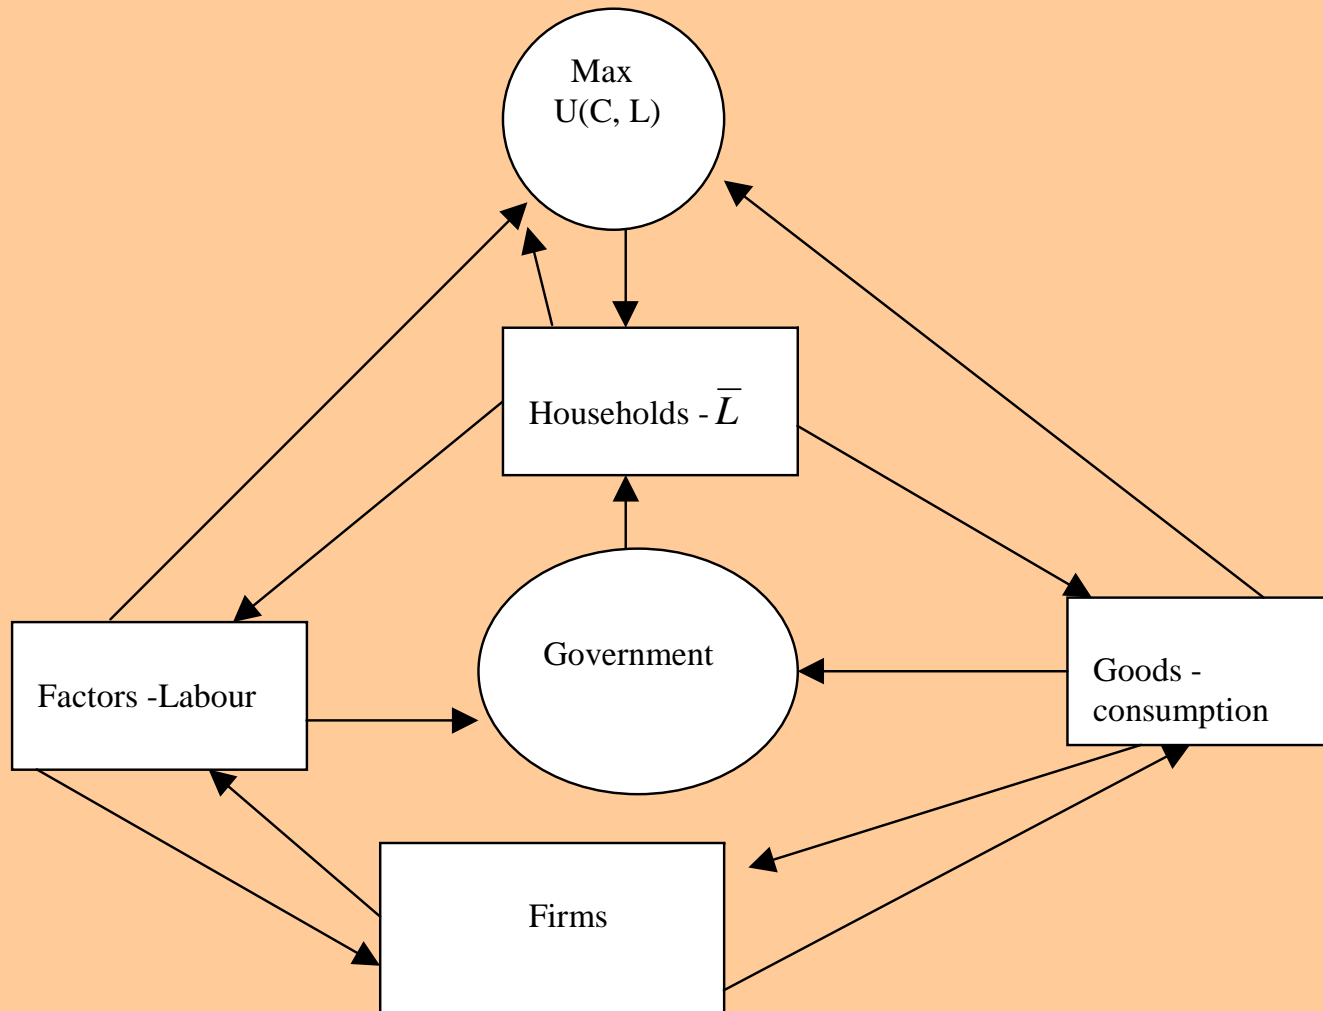 Max
U(C, L)
Households - L̅
Government
Factors -Labour
Goods -
consumption
Firms